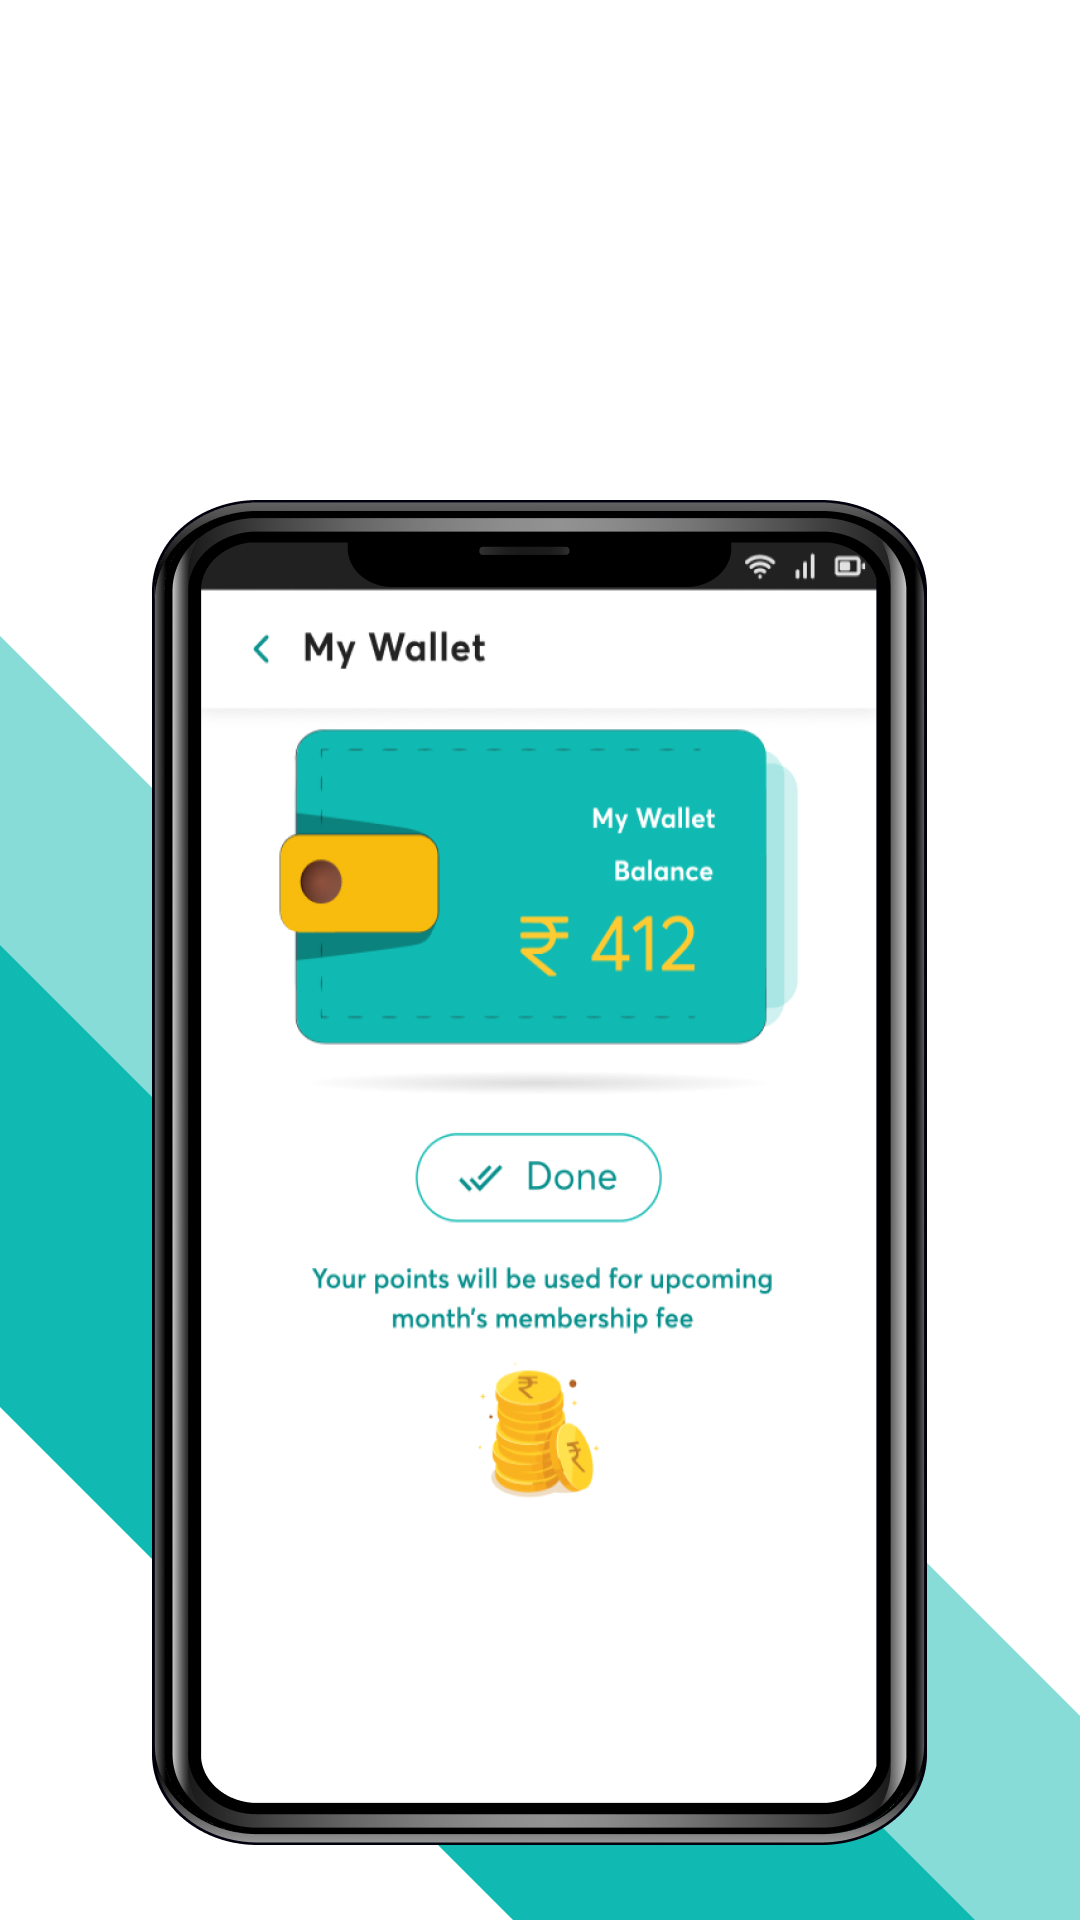 My Wallet
My Wallet
Balance
₹ 412
Done
Your points will be used for upcoming
month's membership fee
₹
₹